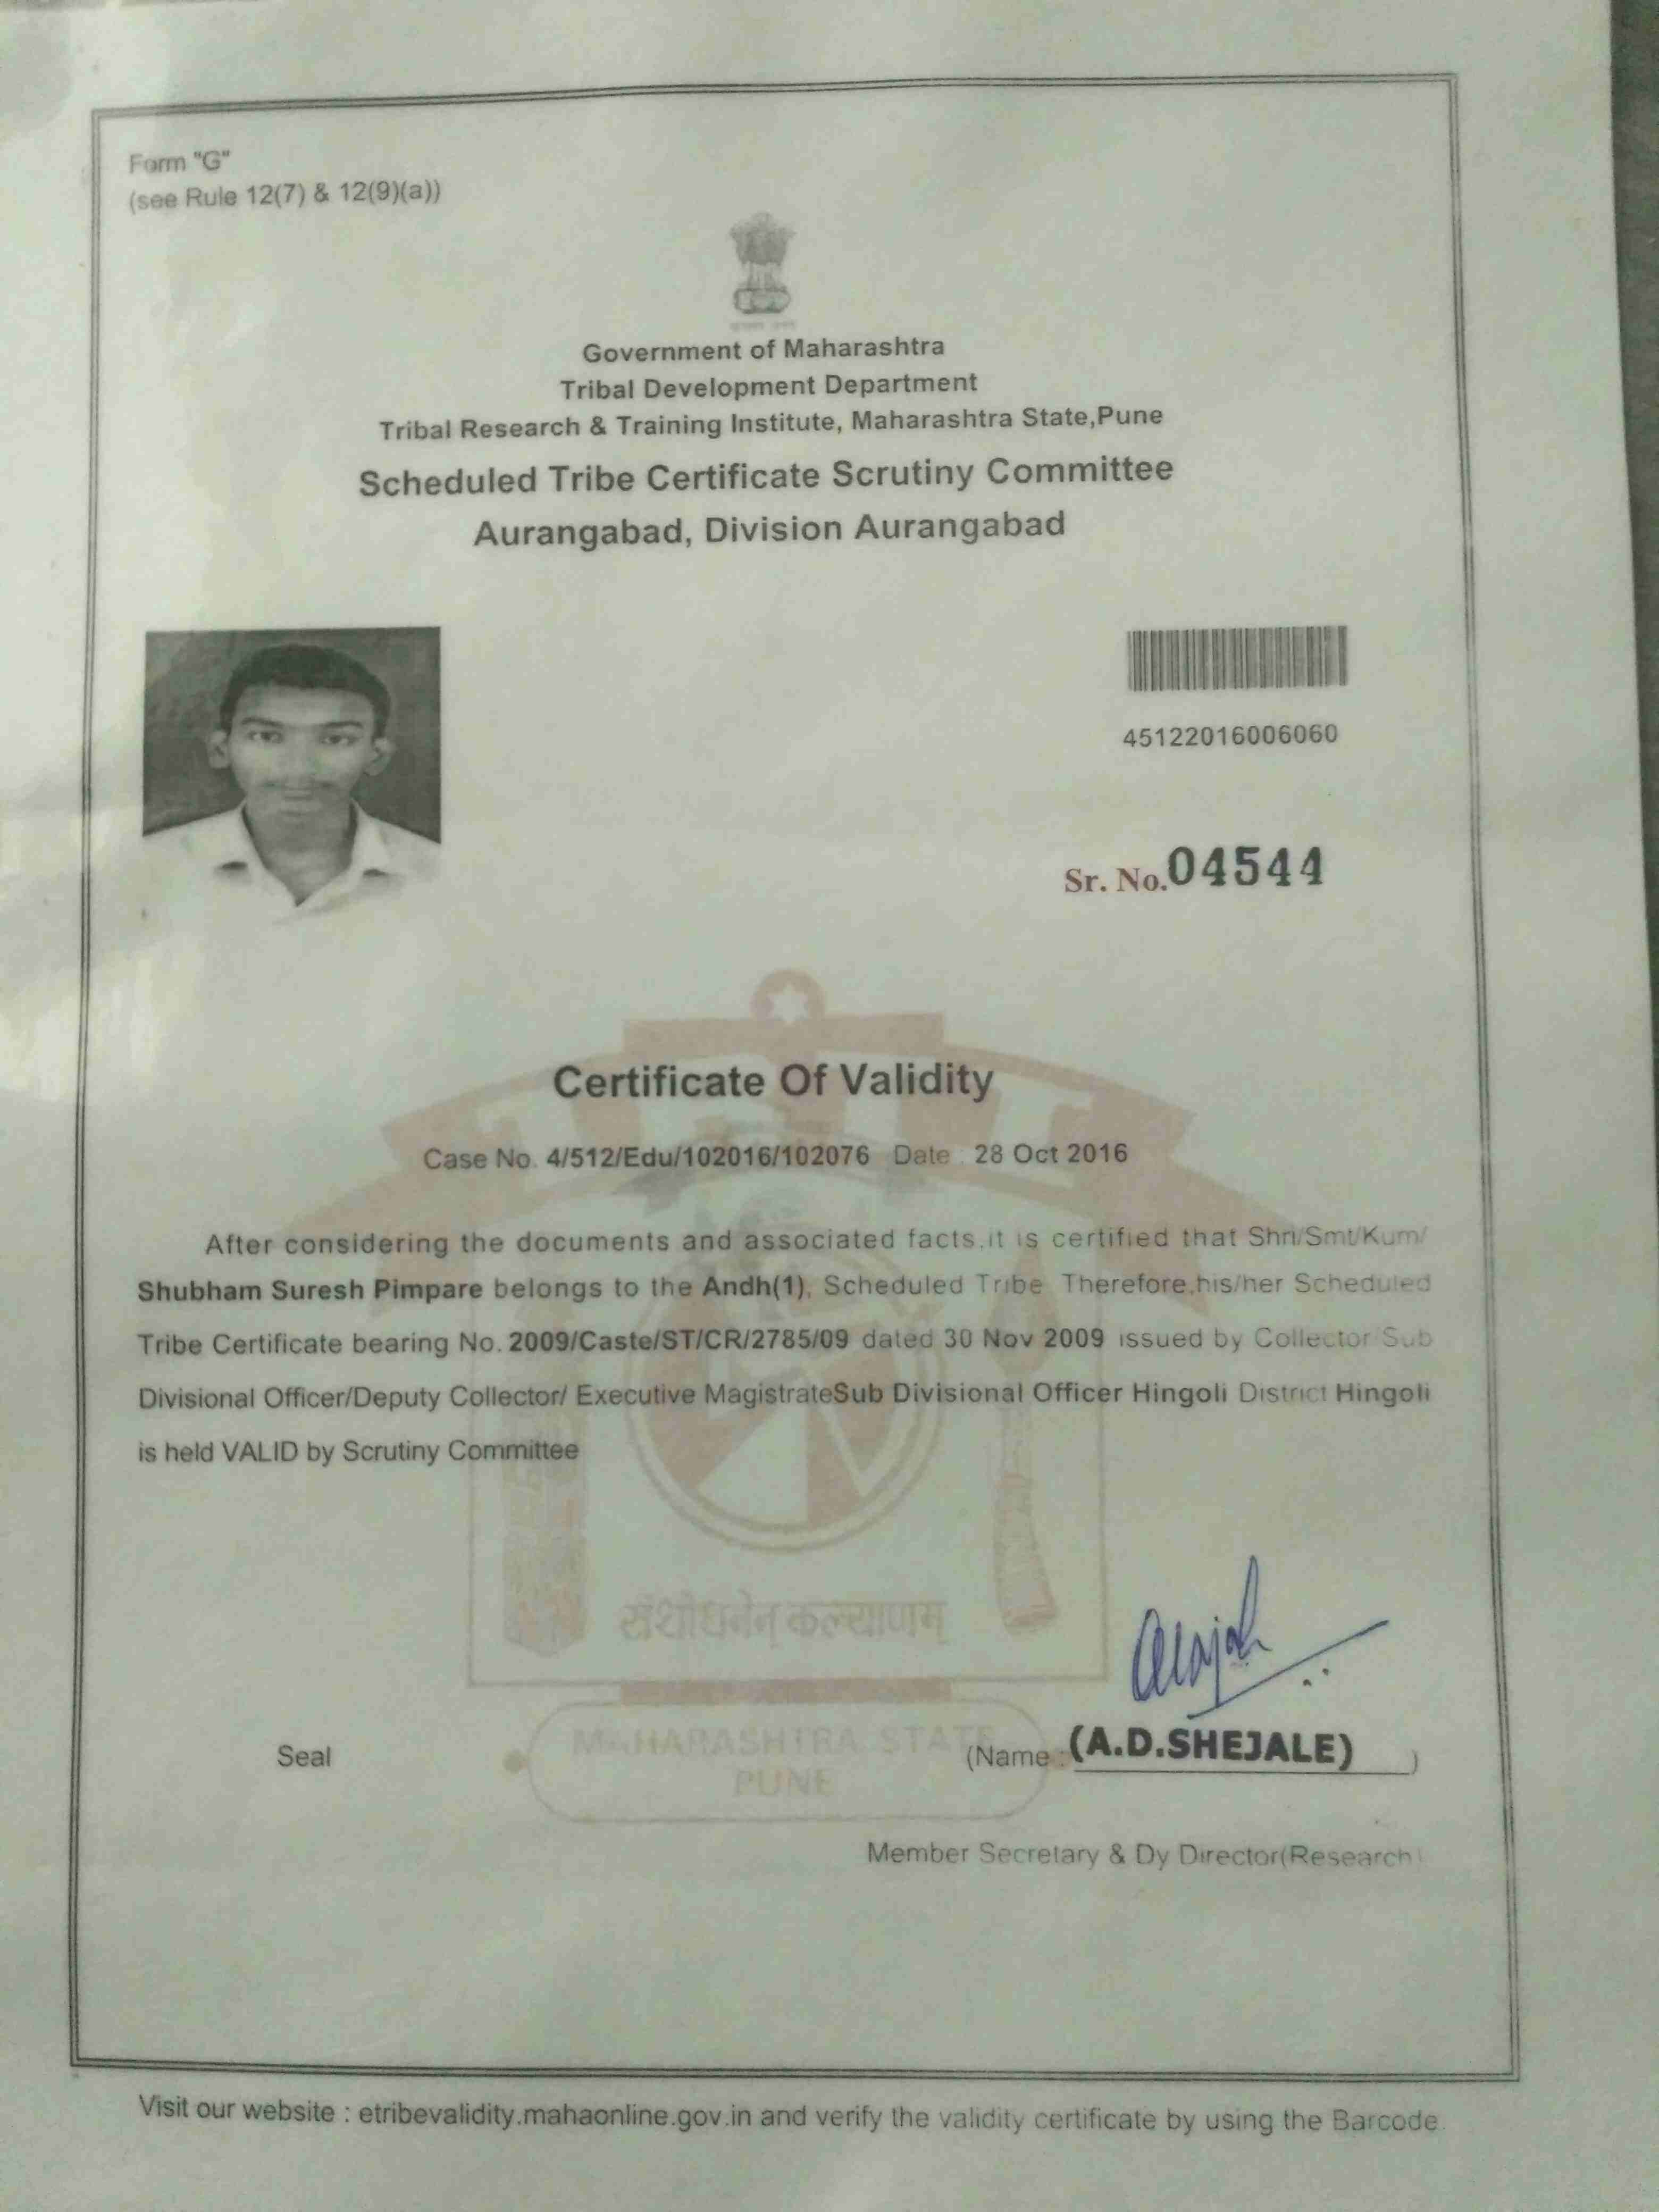 Form "G"
(see Rule 12(7) & 12(9)(a))
Government of Maharashtra
Tribal Development Department
Tribal Research & Training Institute, Maharashtra State,Pune
Scheduled Tribe Certificate Scrutiny Committee
Aurangabad, Division Aurangabad
45122016006060
Sr. No.04544
Certificate Of Validity
Case No. 4/512/Edu/102016/102076 Date : 28 Oct 2016
After considering the documents and associated facts,it is certified that Shri/Smt/Kum/
Shubham Suresh Pimpare belongs to the Andh(1), Scheduled Tribe. Therefore,his/her Scheduled
Tribe Certificate bearing No. 2009/Caste/ST/CR/2785/09 dated 30 Nov 2009 issued by Collector Sub
Divisional Officer/Deputy Collector/ Executive MagistrateSub Divisional Officer Hingoli District Hingoli
is held VALID by Scrutiny Committee
संशोधनेन् कल्याणम्
MAHARASHTRA STATE
PUNE
Seal
(Name : (A.D.SHEJALE) )
Member Secretary & Dy Director(Research)
Visit our website : etribevalidity.mahaonline.gov.in and verify the validity certificate by using the Barcode.